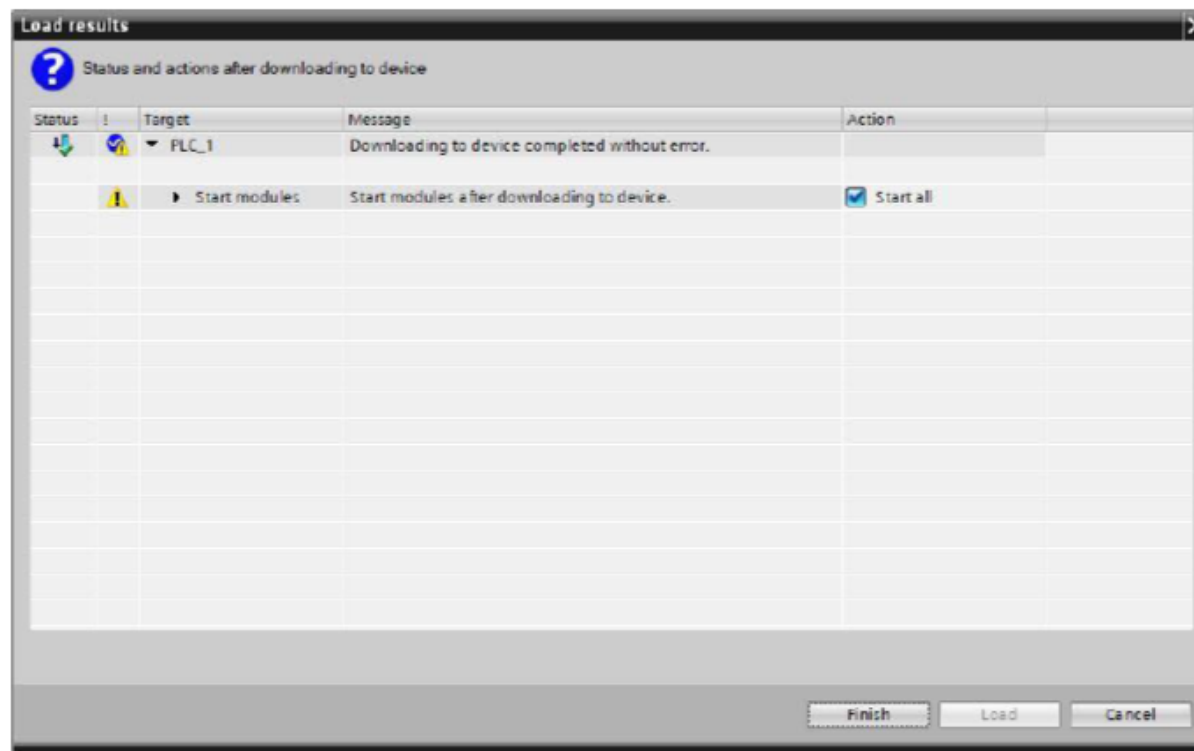 Load results
Status and actions after downloading to device
Status ! Target Message Action
PLC_1 Downloading to device completed without error.
Start modules Start modules after downloading to device. Start all
Finish Load Cancel